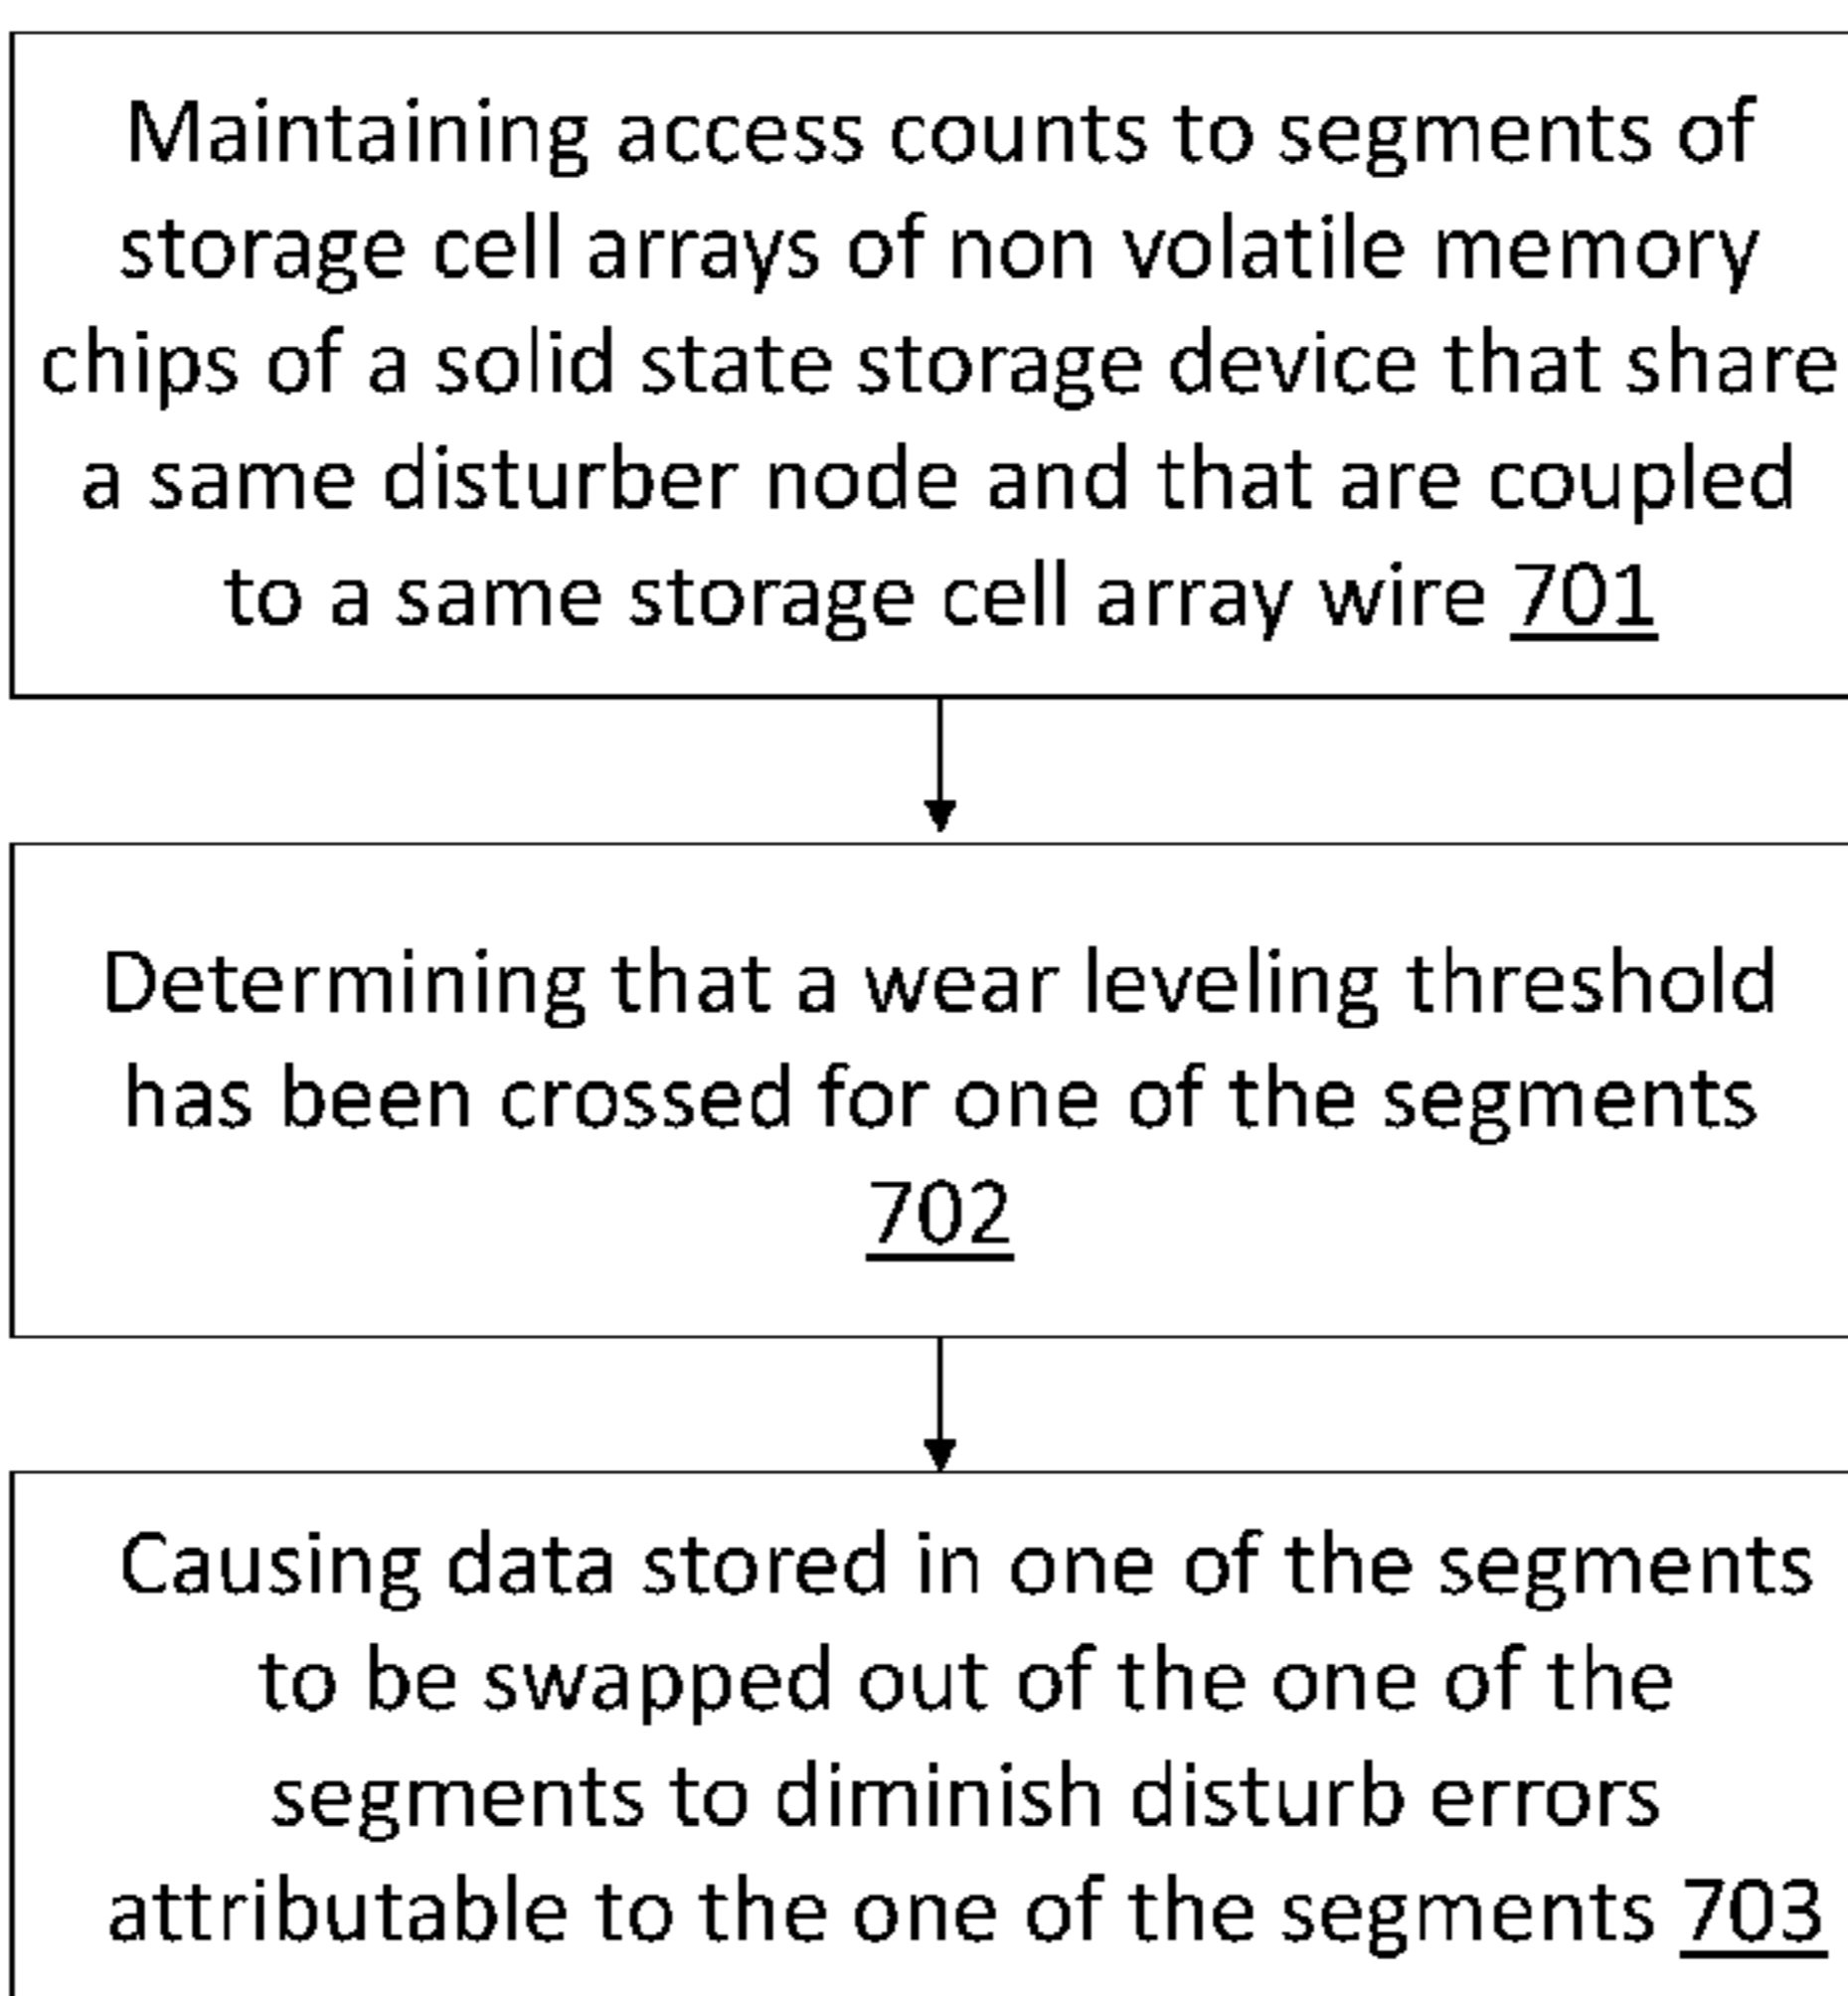 Maintaining access counts to segments of
storage cell arrays of non volatile memory
chips of a solid state storage device that share
a same disturber node and that are coupled
to a same storage cell array wire 701
Determining that a wear leveling threshold
has been crossed for one of the segments
702
Causing data stored in one of the segments
to be swapped out of the one of the
segments to diminish disturb errors
attributable to the one of the segments 703